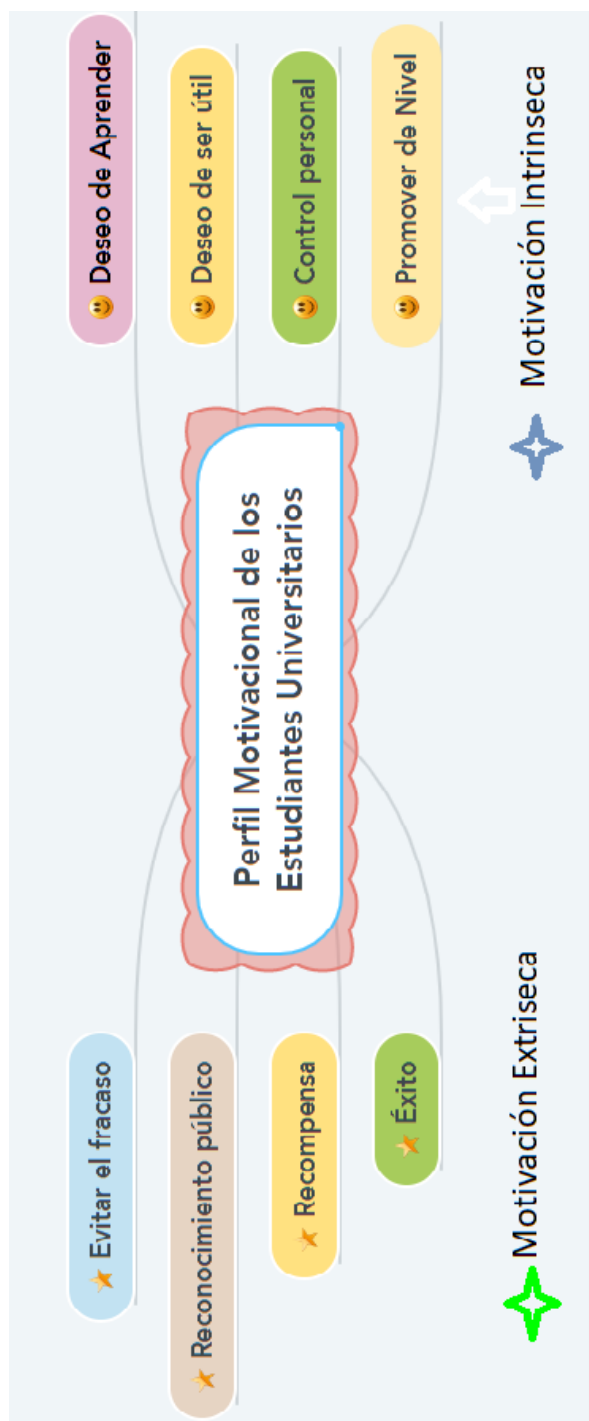 Perfil Motivacional de los
Estudiantes Universitarios
Evitar el fracaso
Reconocimiento público
Recompensa
Éxito
Motivación Extriseca
Deseo de Aprender
Deseo de ser útil
Control personal
Promover de Nivel
Motivación Intrinseca